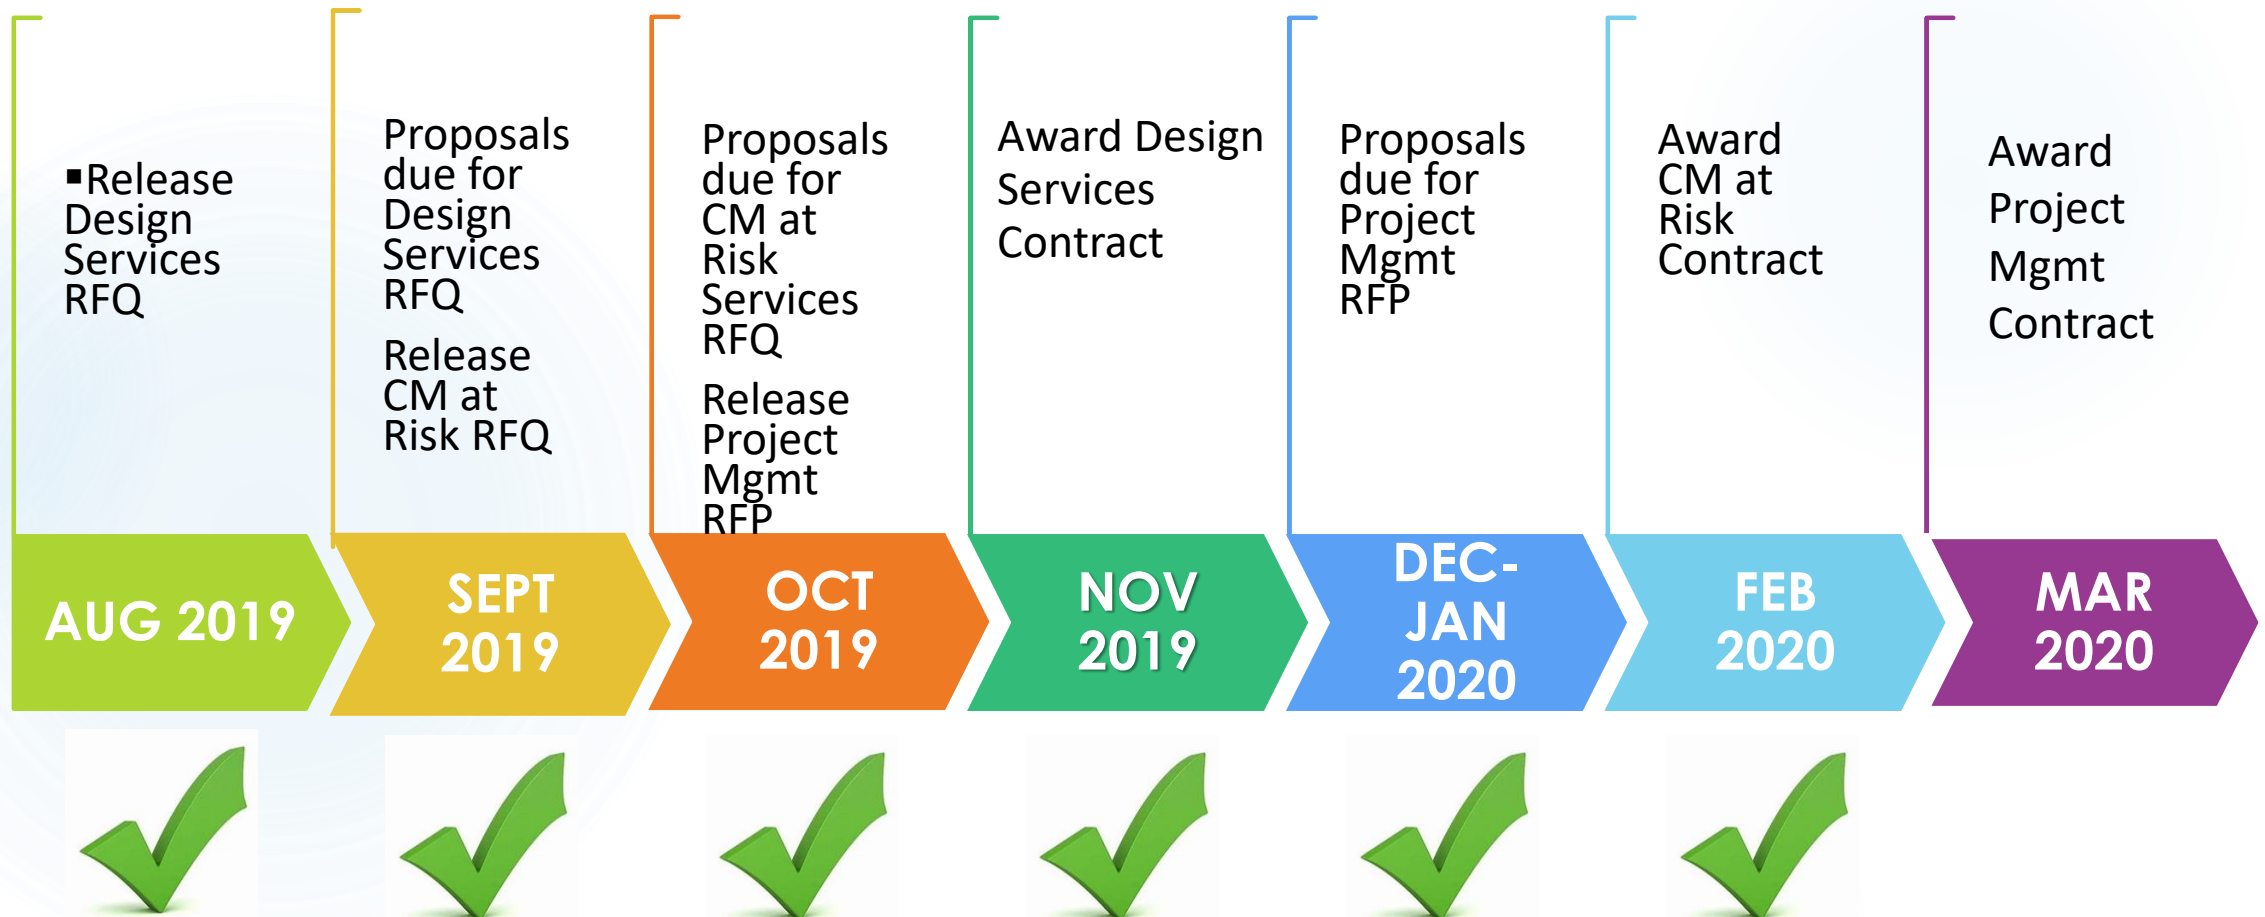 ▪Release
Design
Services
RFQ
Proposals
due for
Design
Services
RFQ
Release
CM at
Risk RFQ
Proposals
due for
CM at
Risk
Services
RFQ
Release
Project
Mgmt
RFP
Award Design
Services
Contract
Proposals
due for
Project
Mgmt
RFP
Award
CM at
Risk
Contract
Award
Project
Mgmt
Contract
AUG 2019
SEPT
2019
OCT
2019
NOV
2019
DEC-
JAN
2020
FEB
2020
MAR
2020